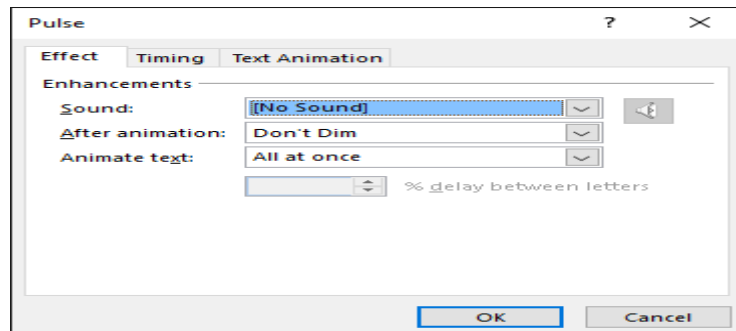 Pulse ?
Effect Timing Text Animation
Enhancements
Sound: [No Sound]
After animation: Don't Dim
Animate text: All at once
% delay between letters
OK Cancel